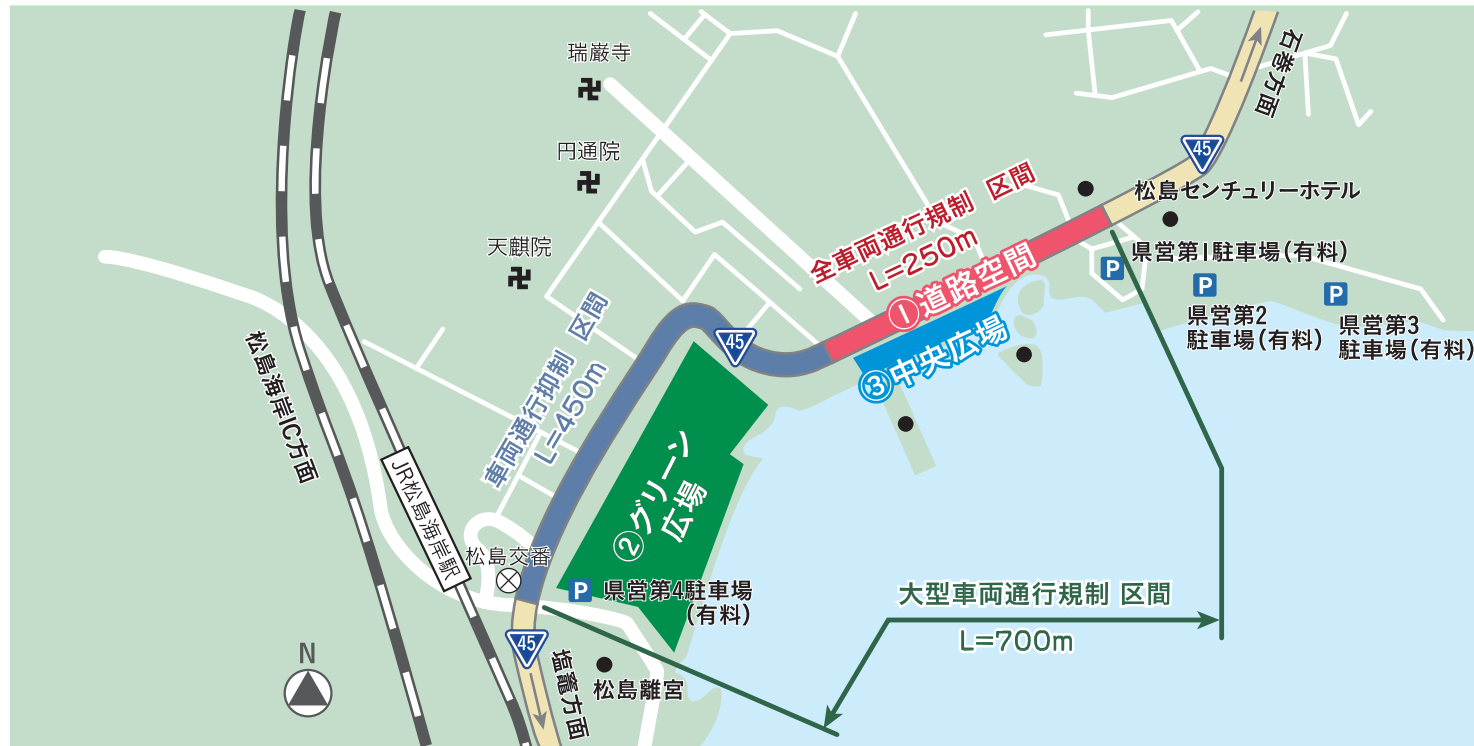 瑞巌寺
円通院
天麒院
石巻方面
45
松島センチュリーホテル
全車両通行規制 区間
L=250m
①道路空間
③中央広場
P
県営第1駐車場(有料)
P
県営第2
駐車場(有料)
P
県営第3
駐車場(有料)
45
車両通行抑制 区間
L=450m
②グリーン
広場
松島海岸IC方面
JR松島海岸駅
松島交番
P
県営第4駐車場
(有料)
大型車両通行規制 区間
L=700m
45
塩竈方面
松島離宮
N